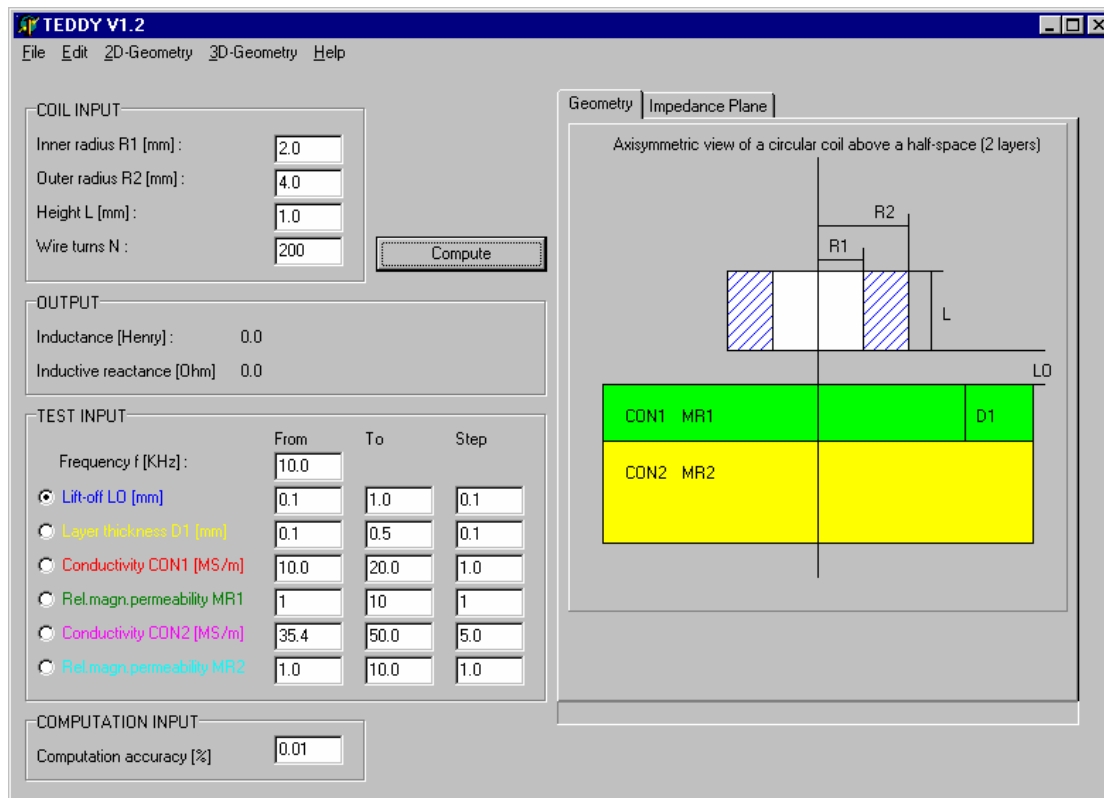 TEDDY V1.2
File Edit 2D-Geometry 3D-Geometry Help
COIL INPUT
Inner radius R1 [mm] : 2.0
Outer radius R2 [mm] : 4.0
Height L [mm] : 1.0
Wire turns N : 200
Compute
OUTPUT
Inductance [Henry] : 0.0
Inductive reactance [Ohm] 0.0
TEST INPUT
From To Step
Frequency f [KHz] : 10.0
Lift-off LO [mm] 0.1 1.0 0.1
Layer thickness D1 [mm] 0.1 0.5 0.1
Conductivity CON1 [MS/m] 10.0 20.0 1.0
Rel.magn.permeability MR1 1 10 1
Conductivity CON2 [MS/m] 35.4 50.0 5.0
Rel.magn.permeability MR2 1.0 10.0 1.0
COMPUTATION INPUT
Computation accuracy [%] 0.01
Geometry Impedance Plane
Axisymmetric view of a circular coil above a half-space (2 layers)
R2
R1
L
LO
CON1 MR1 D1
CON2 MR2